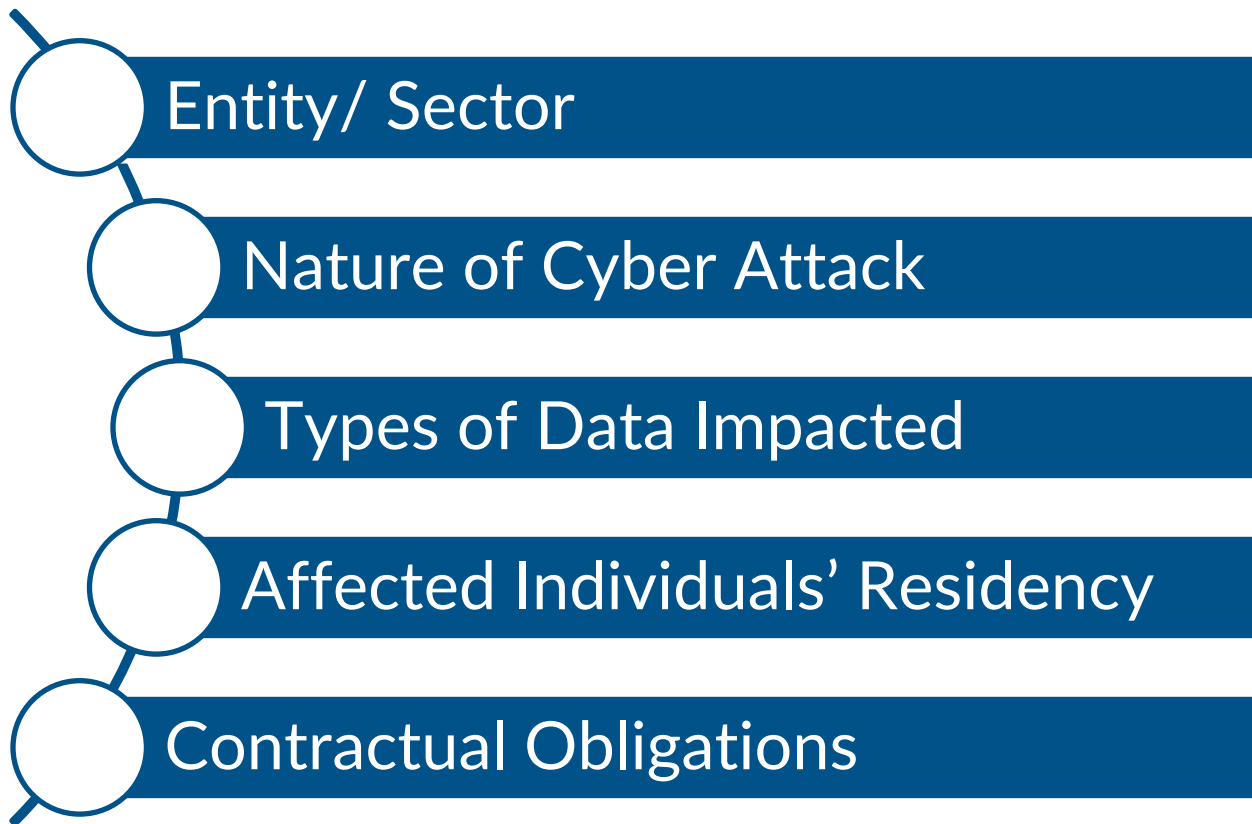 Entity/ Sector
Nature of Cyber Attack
Types of Data Impacted
Affected Individuals’ Residency
Contractual Obligations